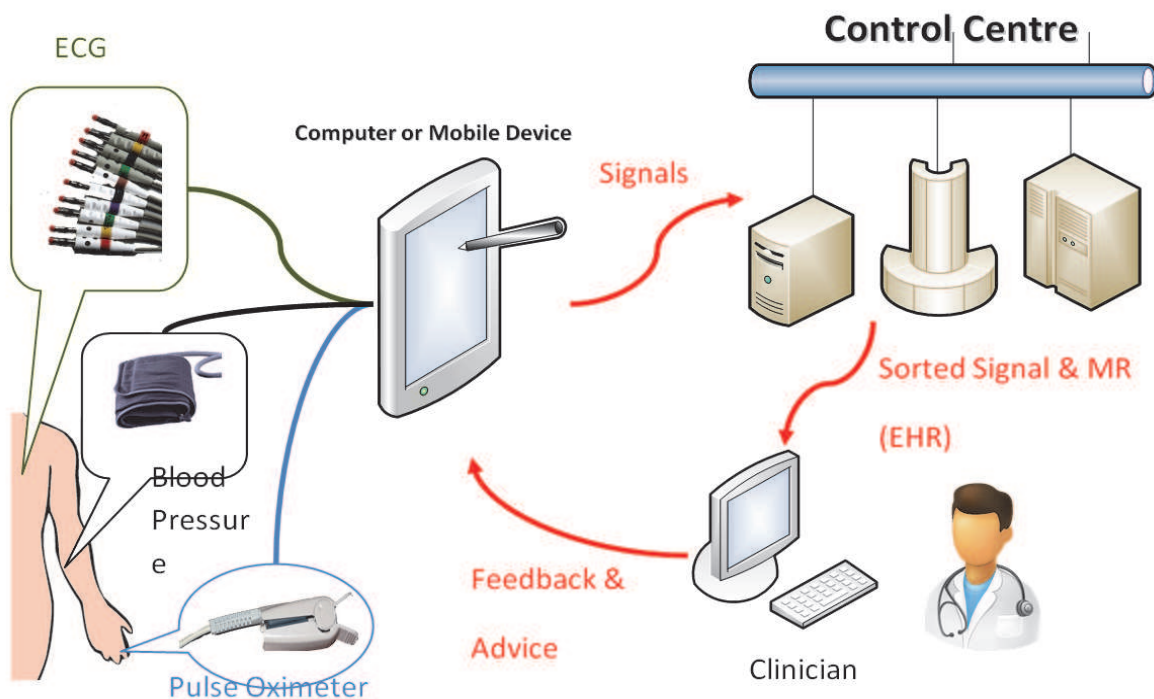 ECG
Control Centre
Computer or Mobile Device
Signals
Sorted Signal & MR
(EHR)
Blood
Pressur
e
Feedback &
Advice
Clinician
Pulse Oximeter